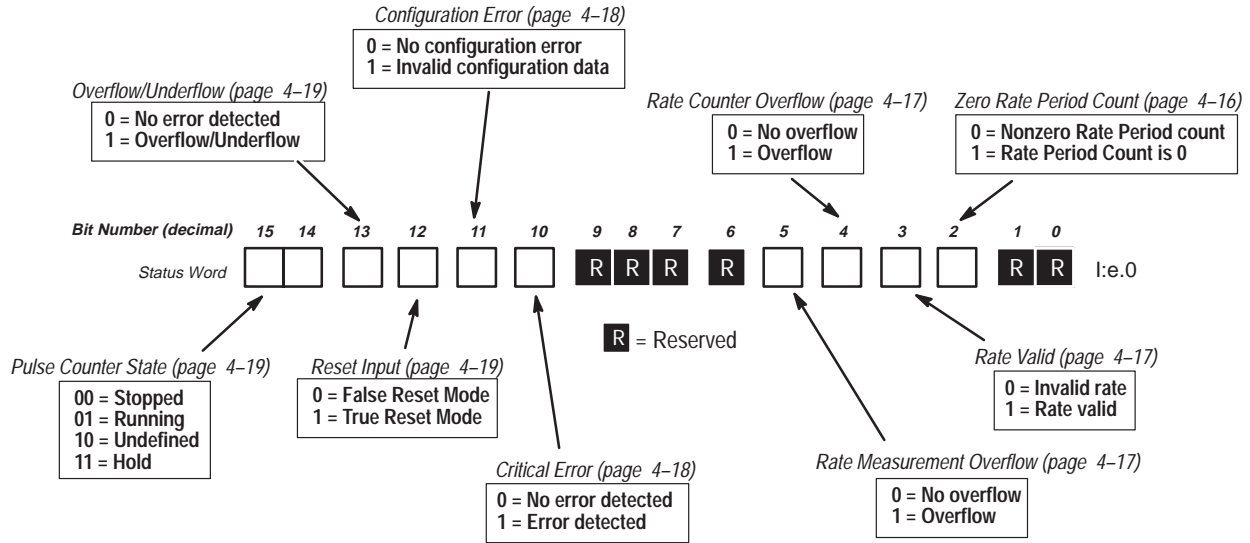 Configuration Error (page 4–18)
0 = No configuration error
1 = Invalid configuration data
Overflow/Underflow (page 4–19)
0 = No error detected
1 = Overflow/Underflow
Rate Counter Overflow (page 4–17)
0 = No overflow
1 = Overflow
Zero Rate Period Count (page 4–16)
0 = Nonzero Rate Period count
1 = Rate Period Count is 0
Bit Number (decimal) 15 14 13 12 11 10 9 8 7 6 5 4 3 2 1 0
Status Word R R R R R R I:e.0
R = Reserved
Pulse Counter State (page 4–19)
00 = Stopped
01 = Running
10 = Undefined
11 = Hold
Reset Input (page 4–19)
0 = False Reset Mode
1 = True Reset Mode
Critical Error (page 4–18)
0 = No error detected
1 = Error detected
Rate Valid (page 4–17)
0 = Invalid rate
1 = Rate valid
Rate Measurement Overflow (page 4–17)
0 = No overflow
1 = Overflow